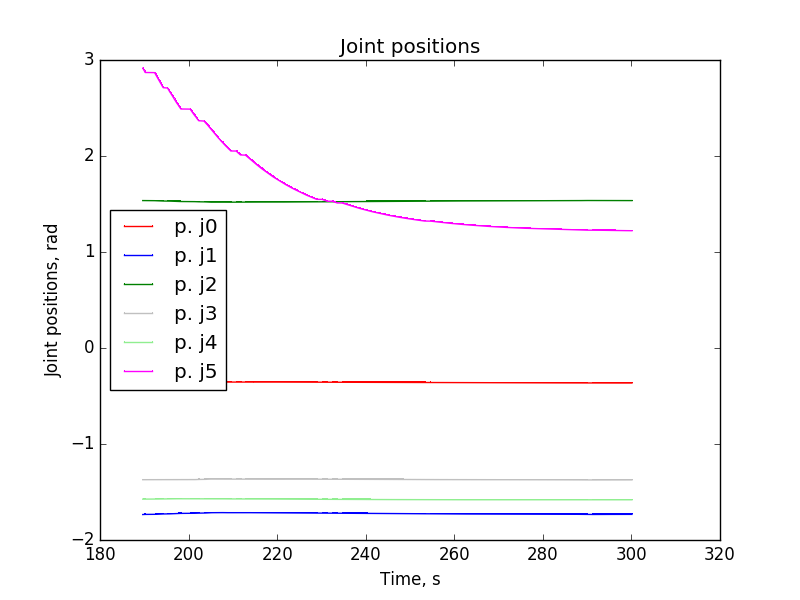 Joint positions
Joint positions, rad
3
2
1
0
−1
−2
p. j0
p. j1
p. j2
p. j3
p. j4
p. j5
180 200 220 240 260 280 300 320
Time, s